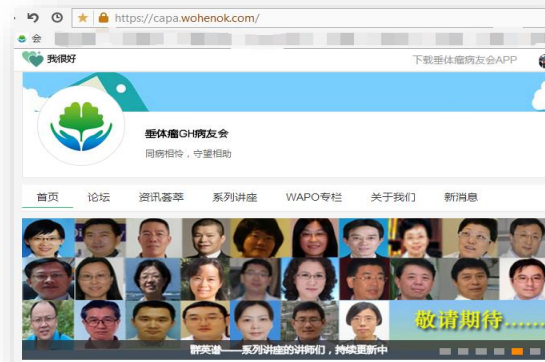 https://capa.wohenok.com/
会
我很好
下载垂体瘤病友会APP
垂体瘤GH病友会
同病相怜，守望相助
首页 论坛 资讯荟萃 系列讲座 WAPO专栏 关于我们 新消息
敬请期待......
群英谱——系列讲座的讲师们，持续更新中